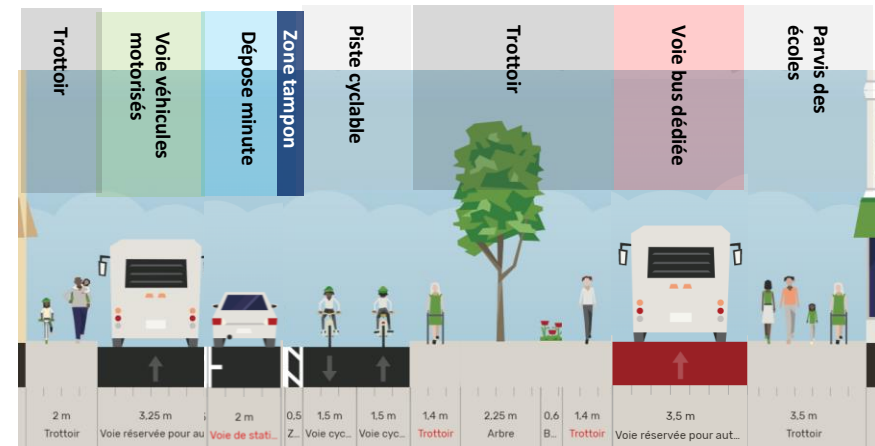 Trottoir
Voie véhicules
motorisés
Dépose minute
Zone tampon
Piste cyclable
Trottoir
Voie bus dédiée
Parvis des
écoles
2 m
Trottoir
3,25 m
Voie réservée pour au
2 m
Voie de stati...
0.5
Z...
1,5 m
Voie cyc...
1,5 m
Voie cyc...
1,4 m
Trottoir
2,25 m
Arbre
0,6
B...
1,4 m
Trottoir
3,5 m
Voie réservée pour aut...
3,5 m
Trottoir